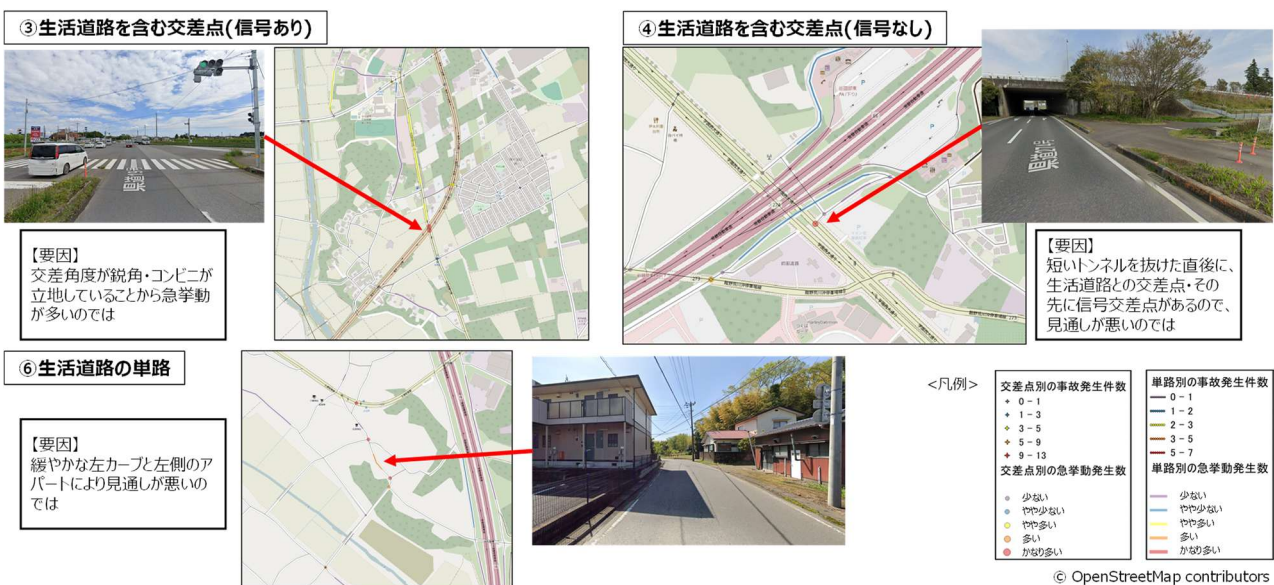 ③生活道路を含む交差点(信号あり)
【要因】
交差角度が鋭角・コンビニが
立地していることから急挙動
が多いのでは
④生活道路を含む交差点(信号なし)
【要因】
短いトンネルを抜けた直後に、
生活道路との交差点・その
先に信号交差点があるので、
見通しが悪いのでは
⑥生活道路の単路
【要因】
緩やかな左カーブと左側のア
パートにより見通しが悪いの
では
<凡例>
交差点別の事故発生件数
0-1
1-3
3-5
5-9
9-13
交差点別の急挙動発生数
少ない
やや少ない
やや多い
多い
かなり多い
単路別の事故発生件数
0-1
1-2
2-3
3-5
5-7
単路別の急挙動発生数
少ない
やや少ない
やや多い
多い
かなり多い
© OpenStreetMap contributors